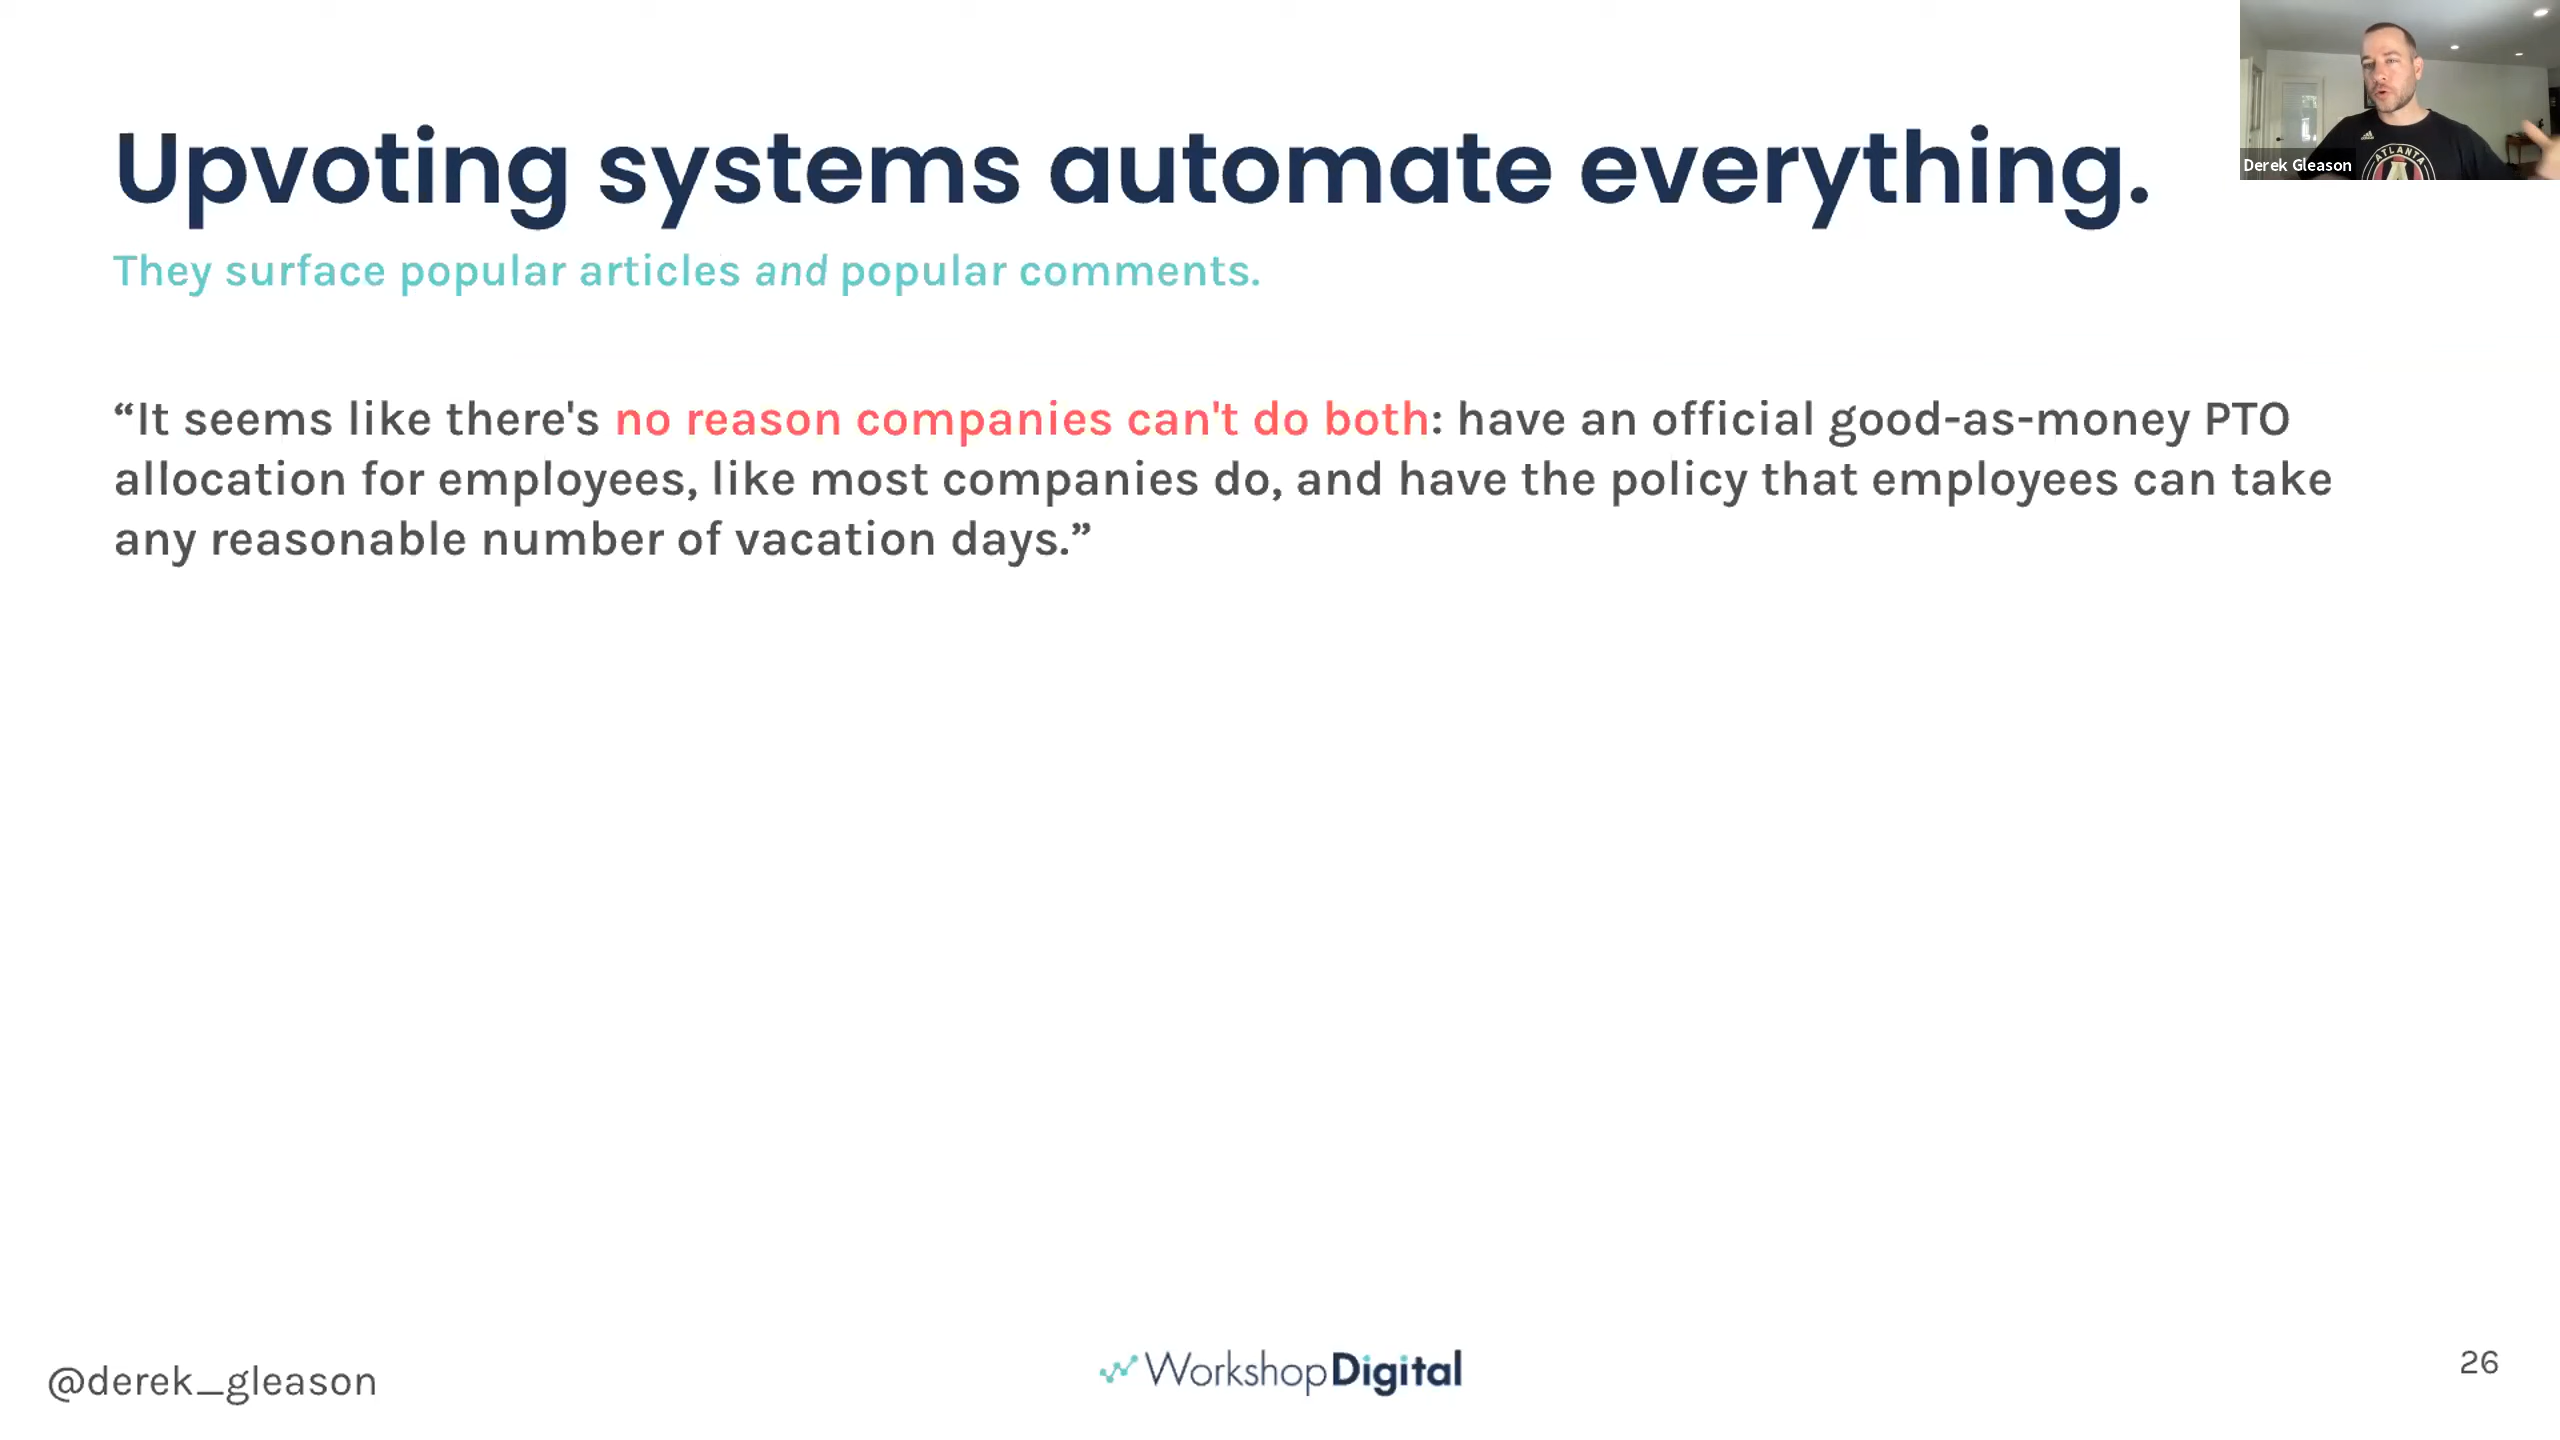 Upvoting systems automate everything.
They surface popular articles and popular comments.
“It seems like there's no reason companies can't do both: have an official good-as-money PTO
allocation for employees, like most companies do, and have the policy that employees can take
any reasonable number of vacation days.”
Derek Gleason
ATLANTA
@derek_gleason
WorkshopDigital
26